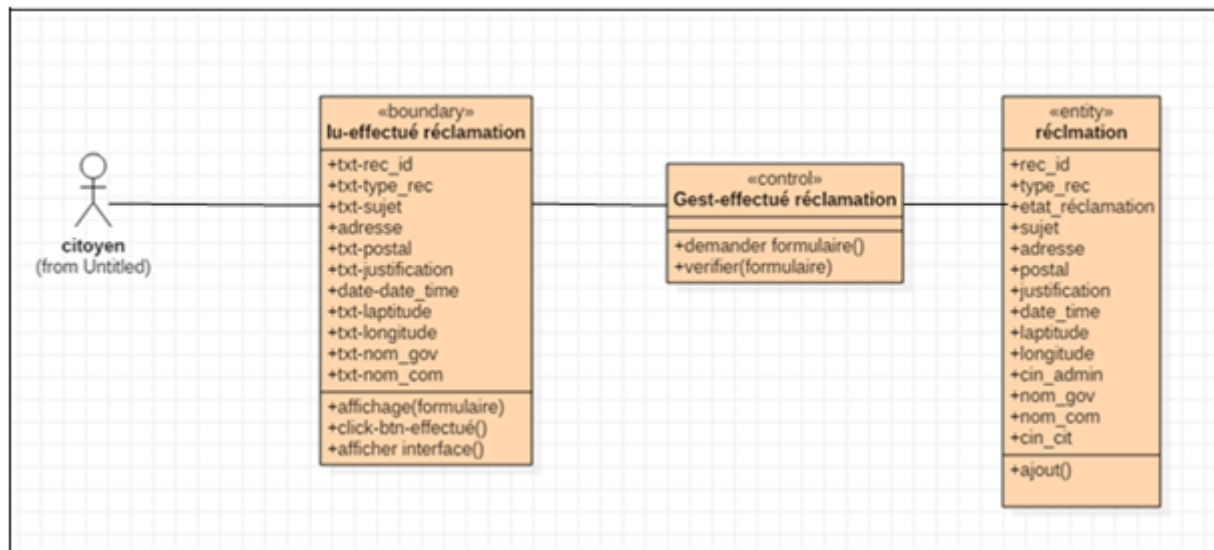 citoyen
(from Untitled)
«boundary»
Iu-effectué réclamation
+txt-rec_id
+txt-type_rec
+txt-sujet
+adresse
+txt-postal
+txt-justification
+date-date_time
+txt-laptitude
+txt-longitude
+txt-nom_gov
+txt-nom_com
+affichage(formulaire)
+click-btn-effectué()
+afficher interface()
«control»
Gest-effectué réclamation
+demander formulaire()
+verifier(formulaire)
«entity»
réclmation
+rec_id
+type_rec
+etat_réclamation
+sujet
+adresse
+postal
+justification
+date_time
+laptitude
+longitude
+cin_admin
+nom_gov
+nom_com
+cin_cit
+ajout()